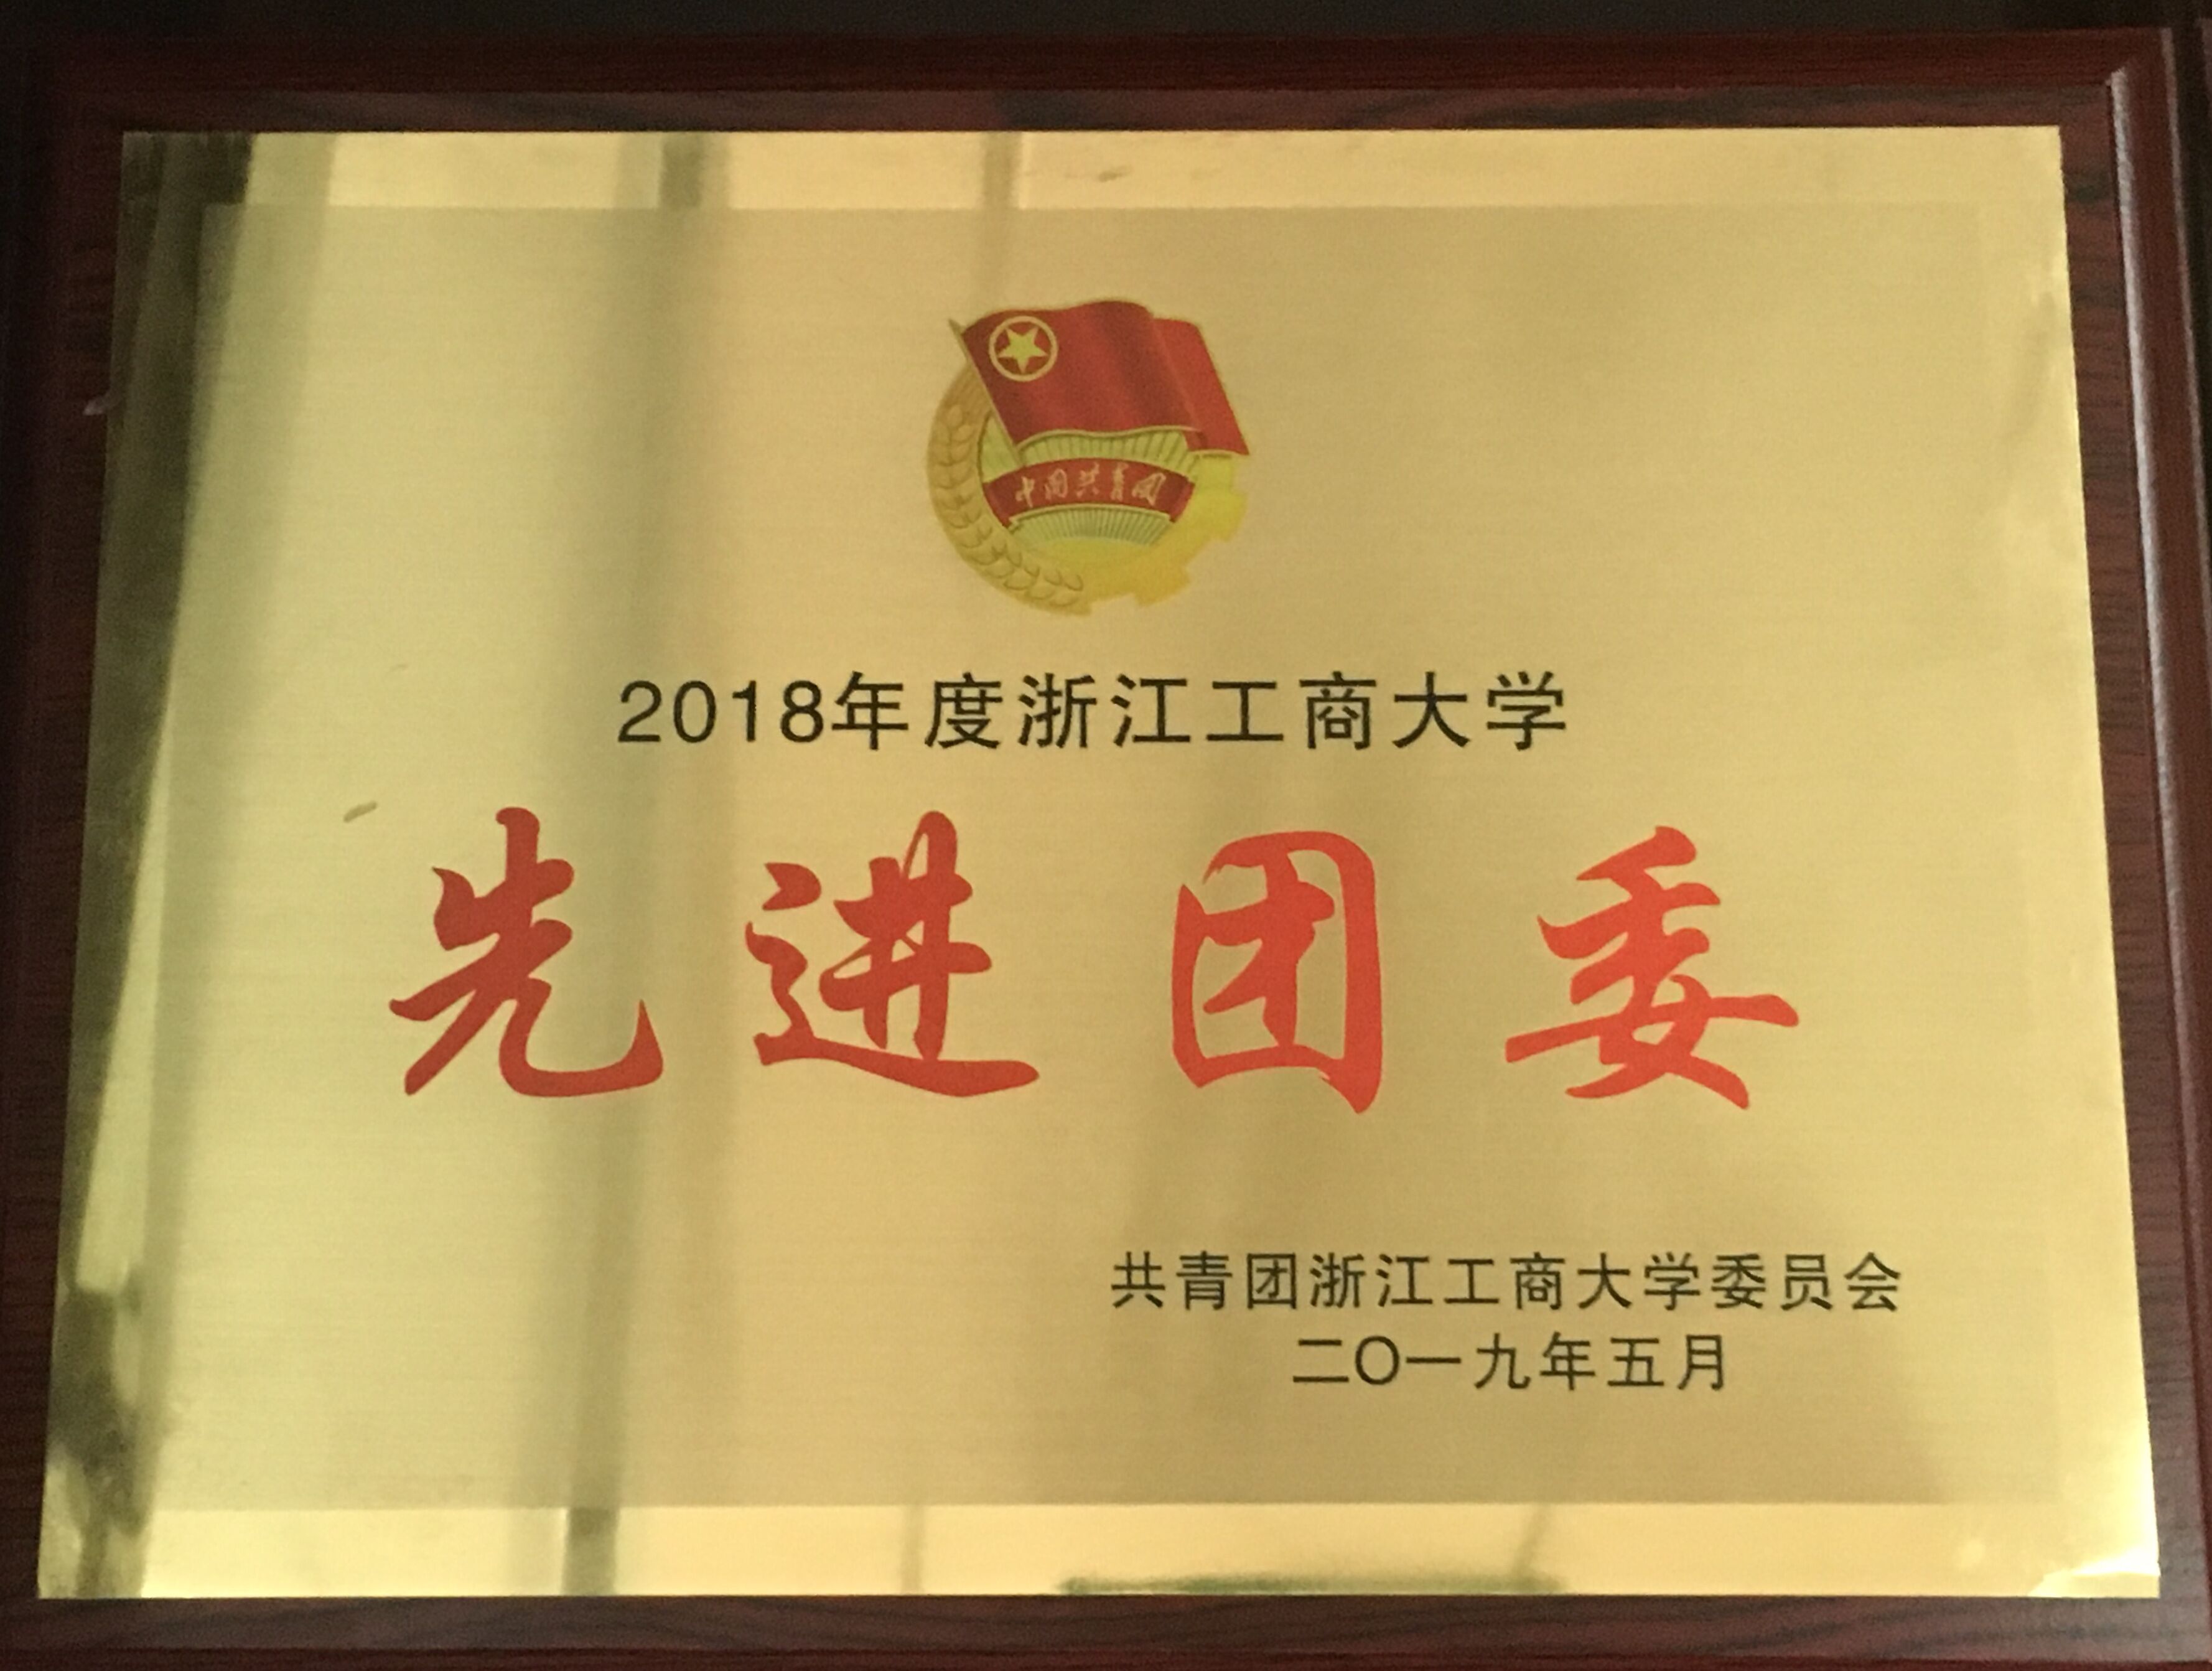 中国共青团
2018年度浙江工商大学
先进团委
共青团浙江工商大学委员会
二〇一九年五月